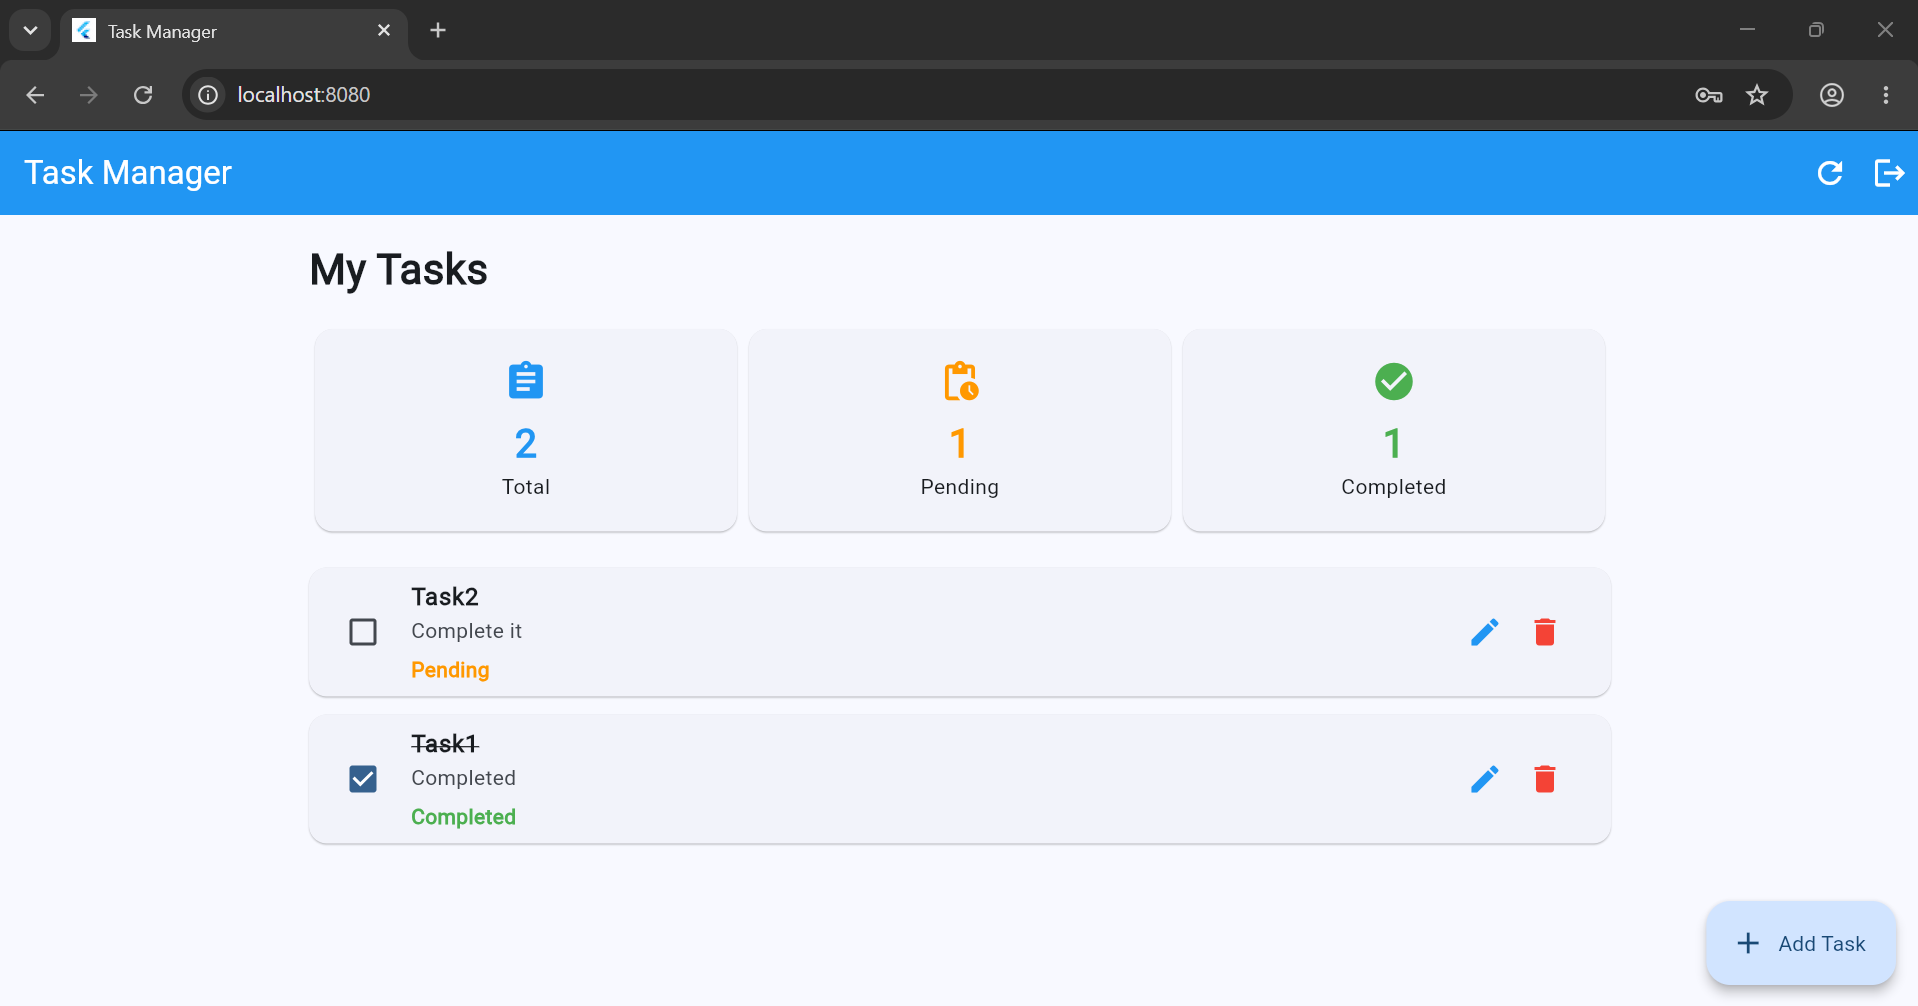 Task Manager
localhost:8080
Task Manager
My Tasks
2
Total
1
Pending
1
Completed
Task2
Complete it
Pending
Task1
Completed
Completed
Add Task